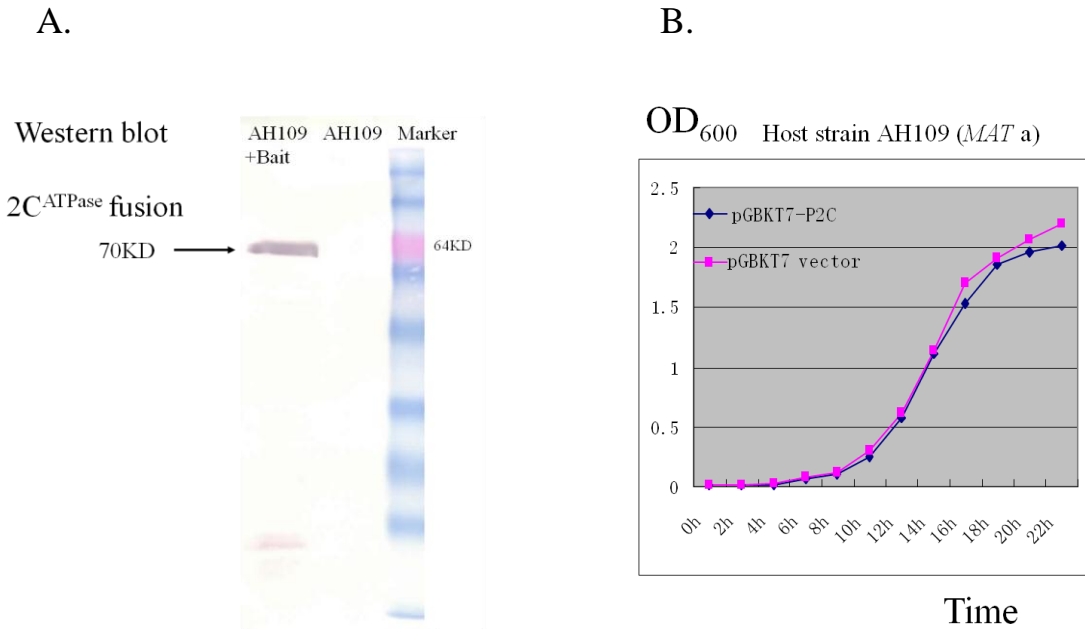 A.
B.
Western blot
AH109 AH109 Marker
+Bait
2C^ATPase fusion
70KD
64KD
OD600 Host strain AH109 (MAT a)
2.5
2
1.5
1
0.5
0
pGBKT7-P2C
pGBKT7 vector
0h 2h 4h 6h 8h 10h 12h 14h 16h 18h 20h 22h
Time